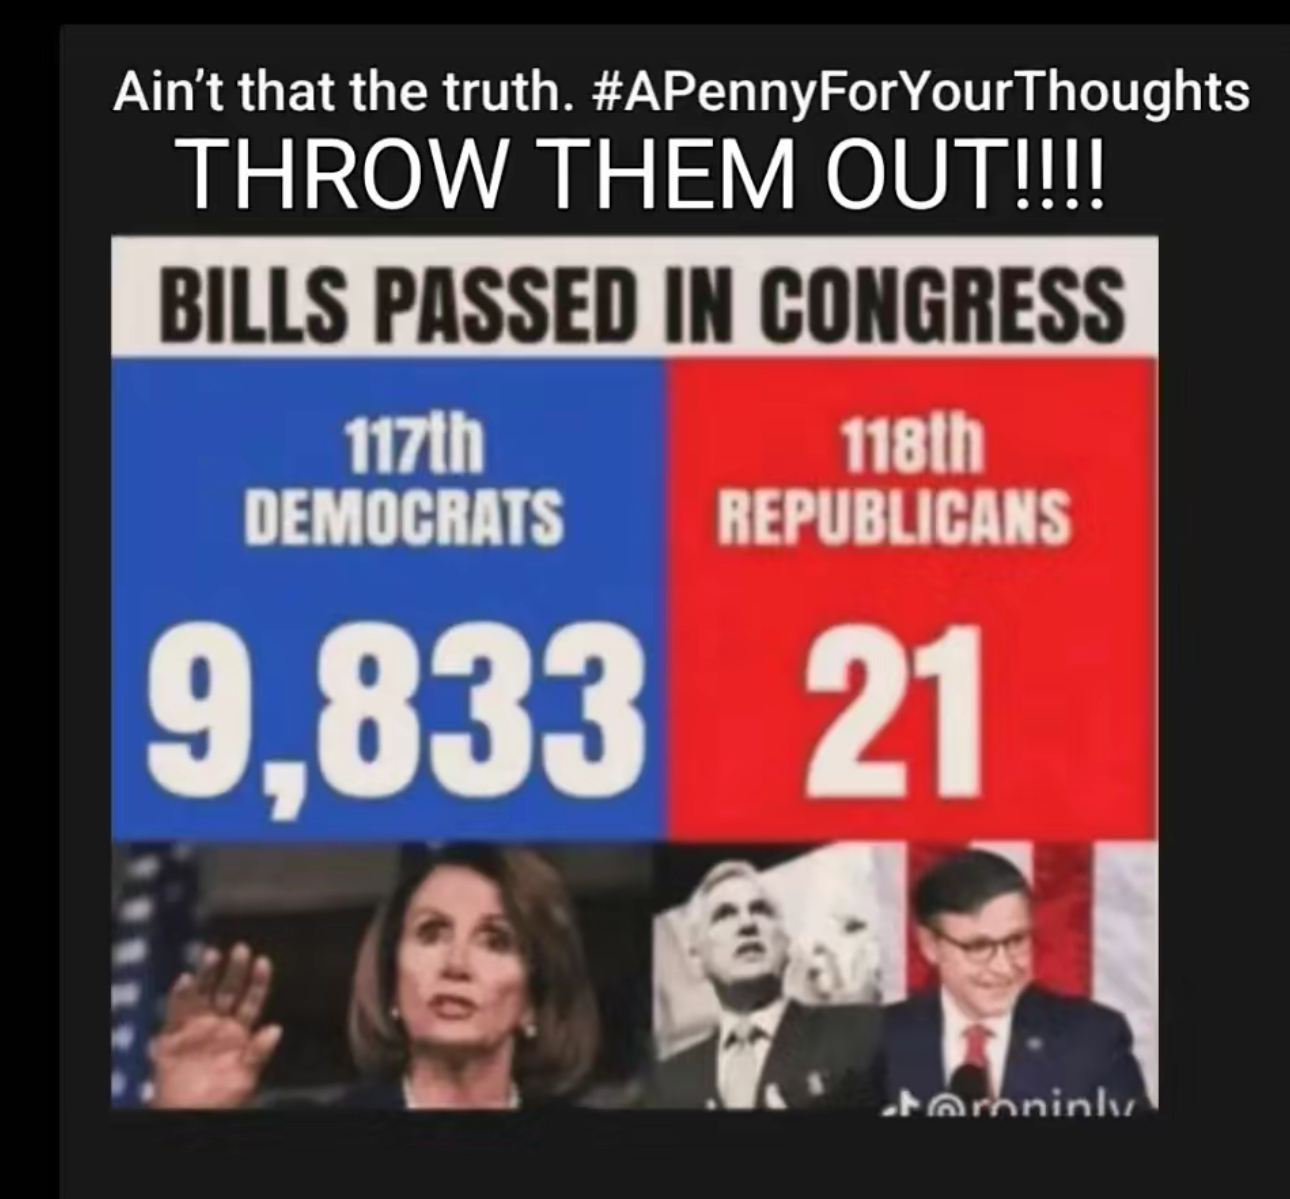 Ain't that the truth. #APennyForYourThoughts
THROW THEM OUT!!!!
BILLS PASSED IN CONGRESS
117th
DEMOCRATS
118th
REPUBLICANS
9,833
21
@roninlv